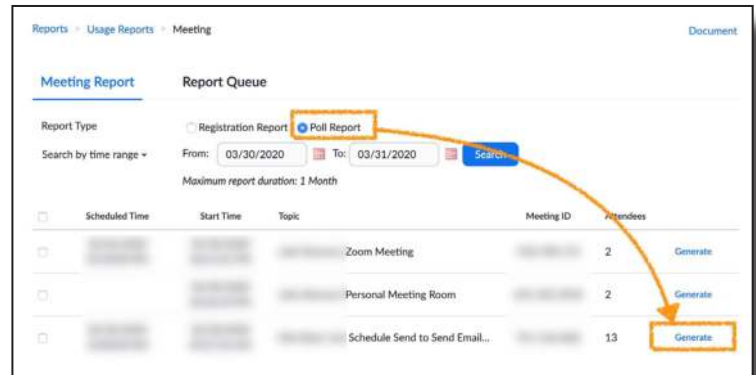 Reports > Usage Reports > Meeting Document
Meeting Report Report Queue
Report Type Registration Report Poll Report
Search by time range From: 03/30/2020 To: 03/31/2020 Search
Maximum report duration: 1 Month
Scheduled Time Start Time Topic Meeting ID Attendees
Zoom Meeting 2 Generate
Personal Meeting Room 2 Generate
Schedule Send to Send Email... 13 Generate